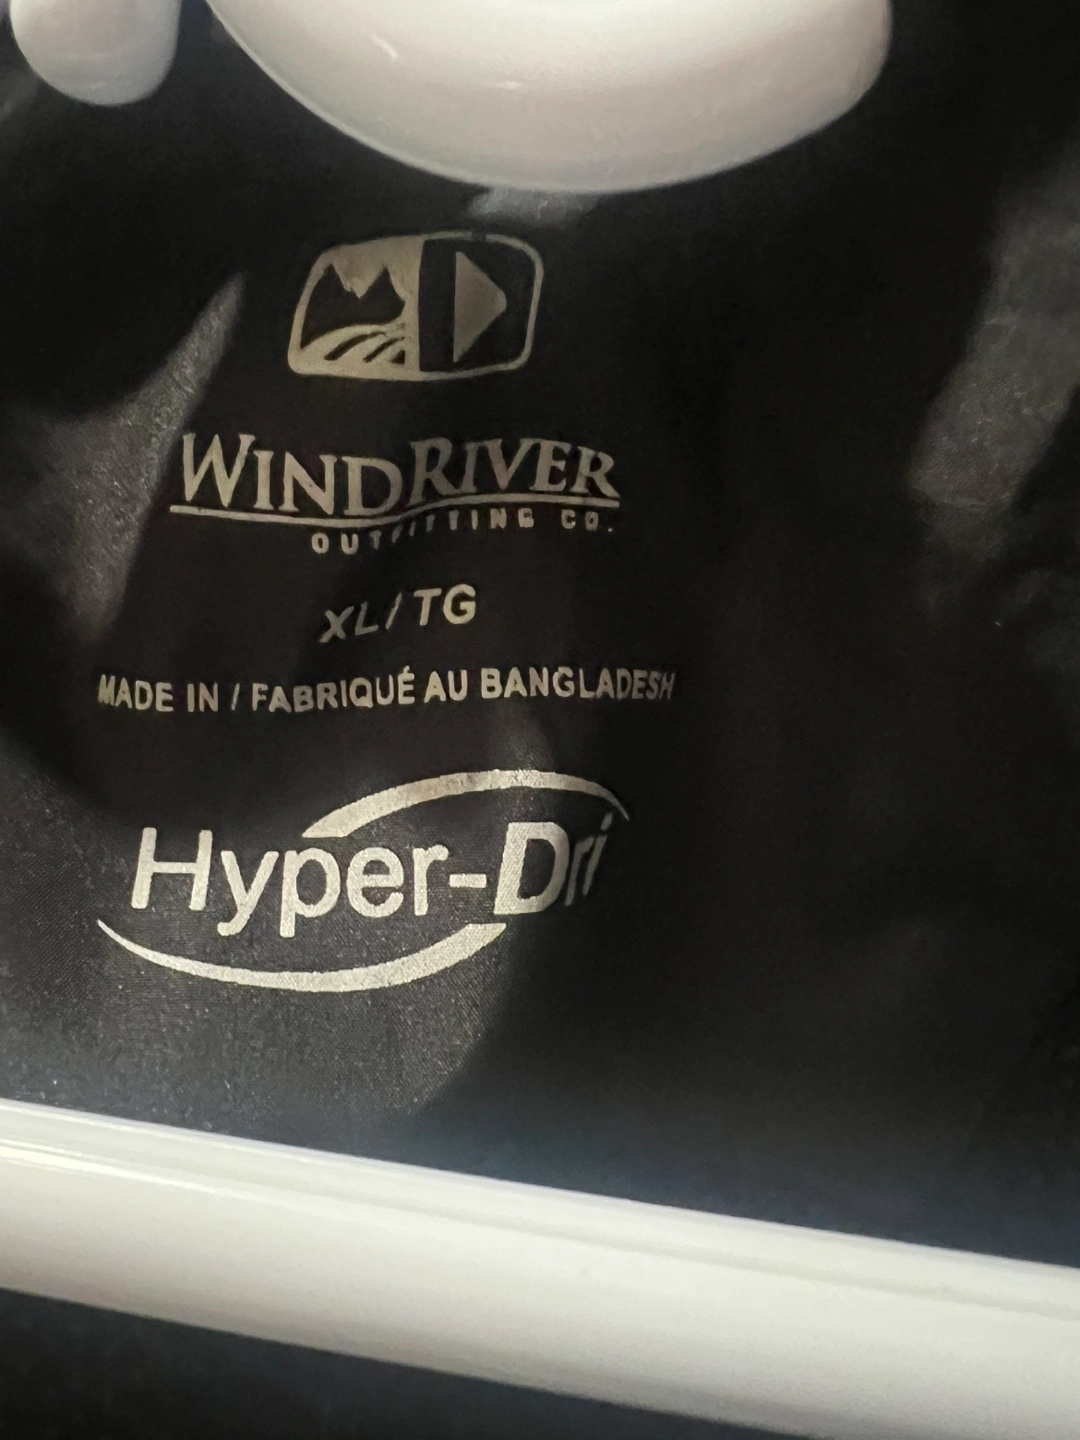 WINDRIVER
OUTFITTING CO.
XL/TG
MADE IN / FABRIQUÉ AU BANGLADESH
Hyper-Dri